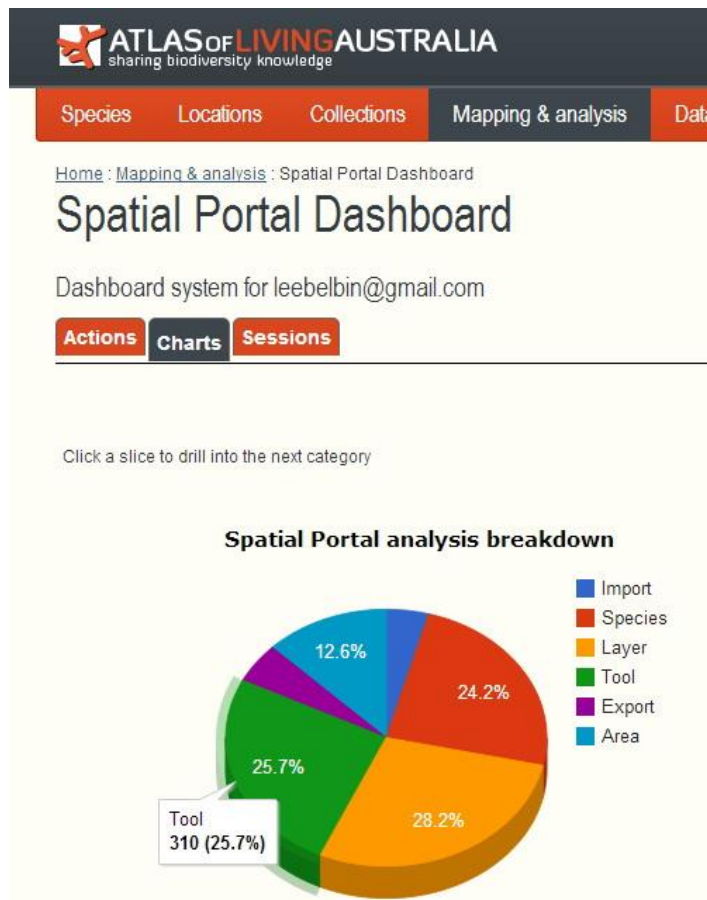 ATLAS OF LIVING AUSTRALIA
sharing biodiversity knowledge
Species Locations Collections Mapping & analysis Data
Home : Mapping & analysis : Spatial Portal Dashboard
Spatial Portal Dashboard
Dashboard system for leebelbin@gmail.com
Actions Charts Sessions
Click a slice to drill into the next category
Spatial Portal analysis breakdown
Import
Species
Layer
Tool
Export
Area
12.6%
24.2%
25.7%
28.2%
Tool
310 (25.7%)